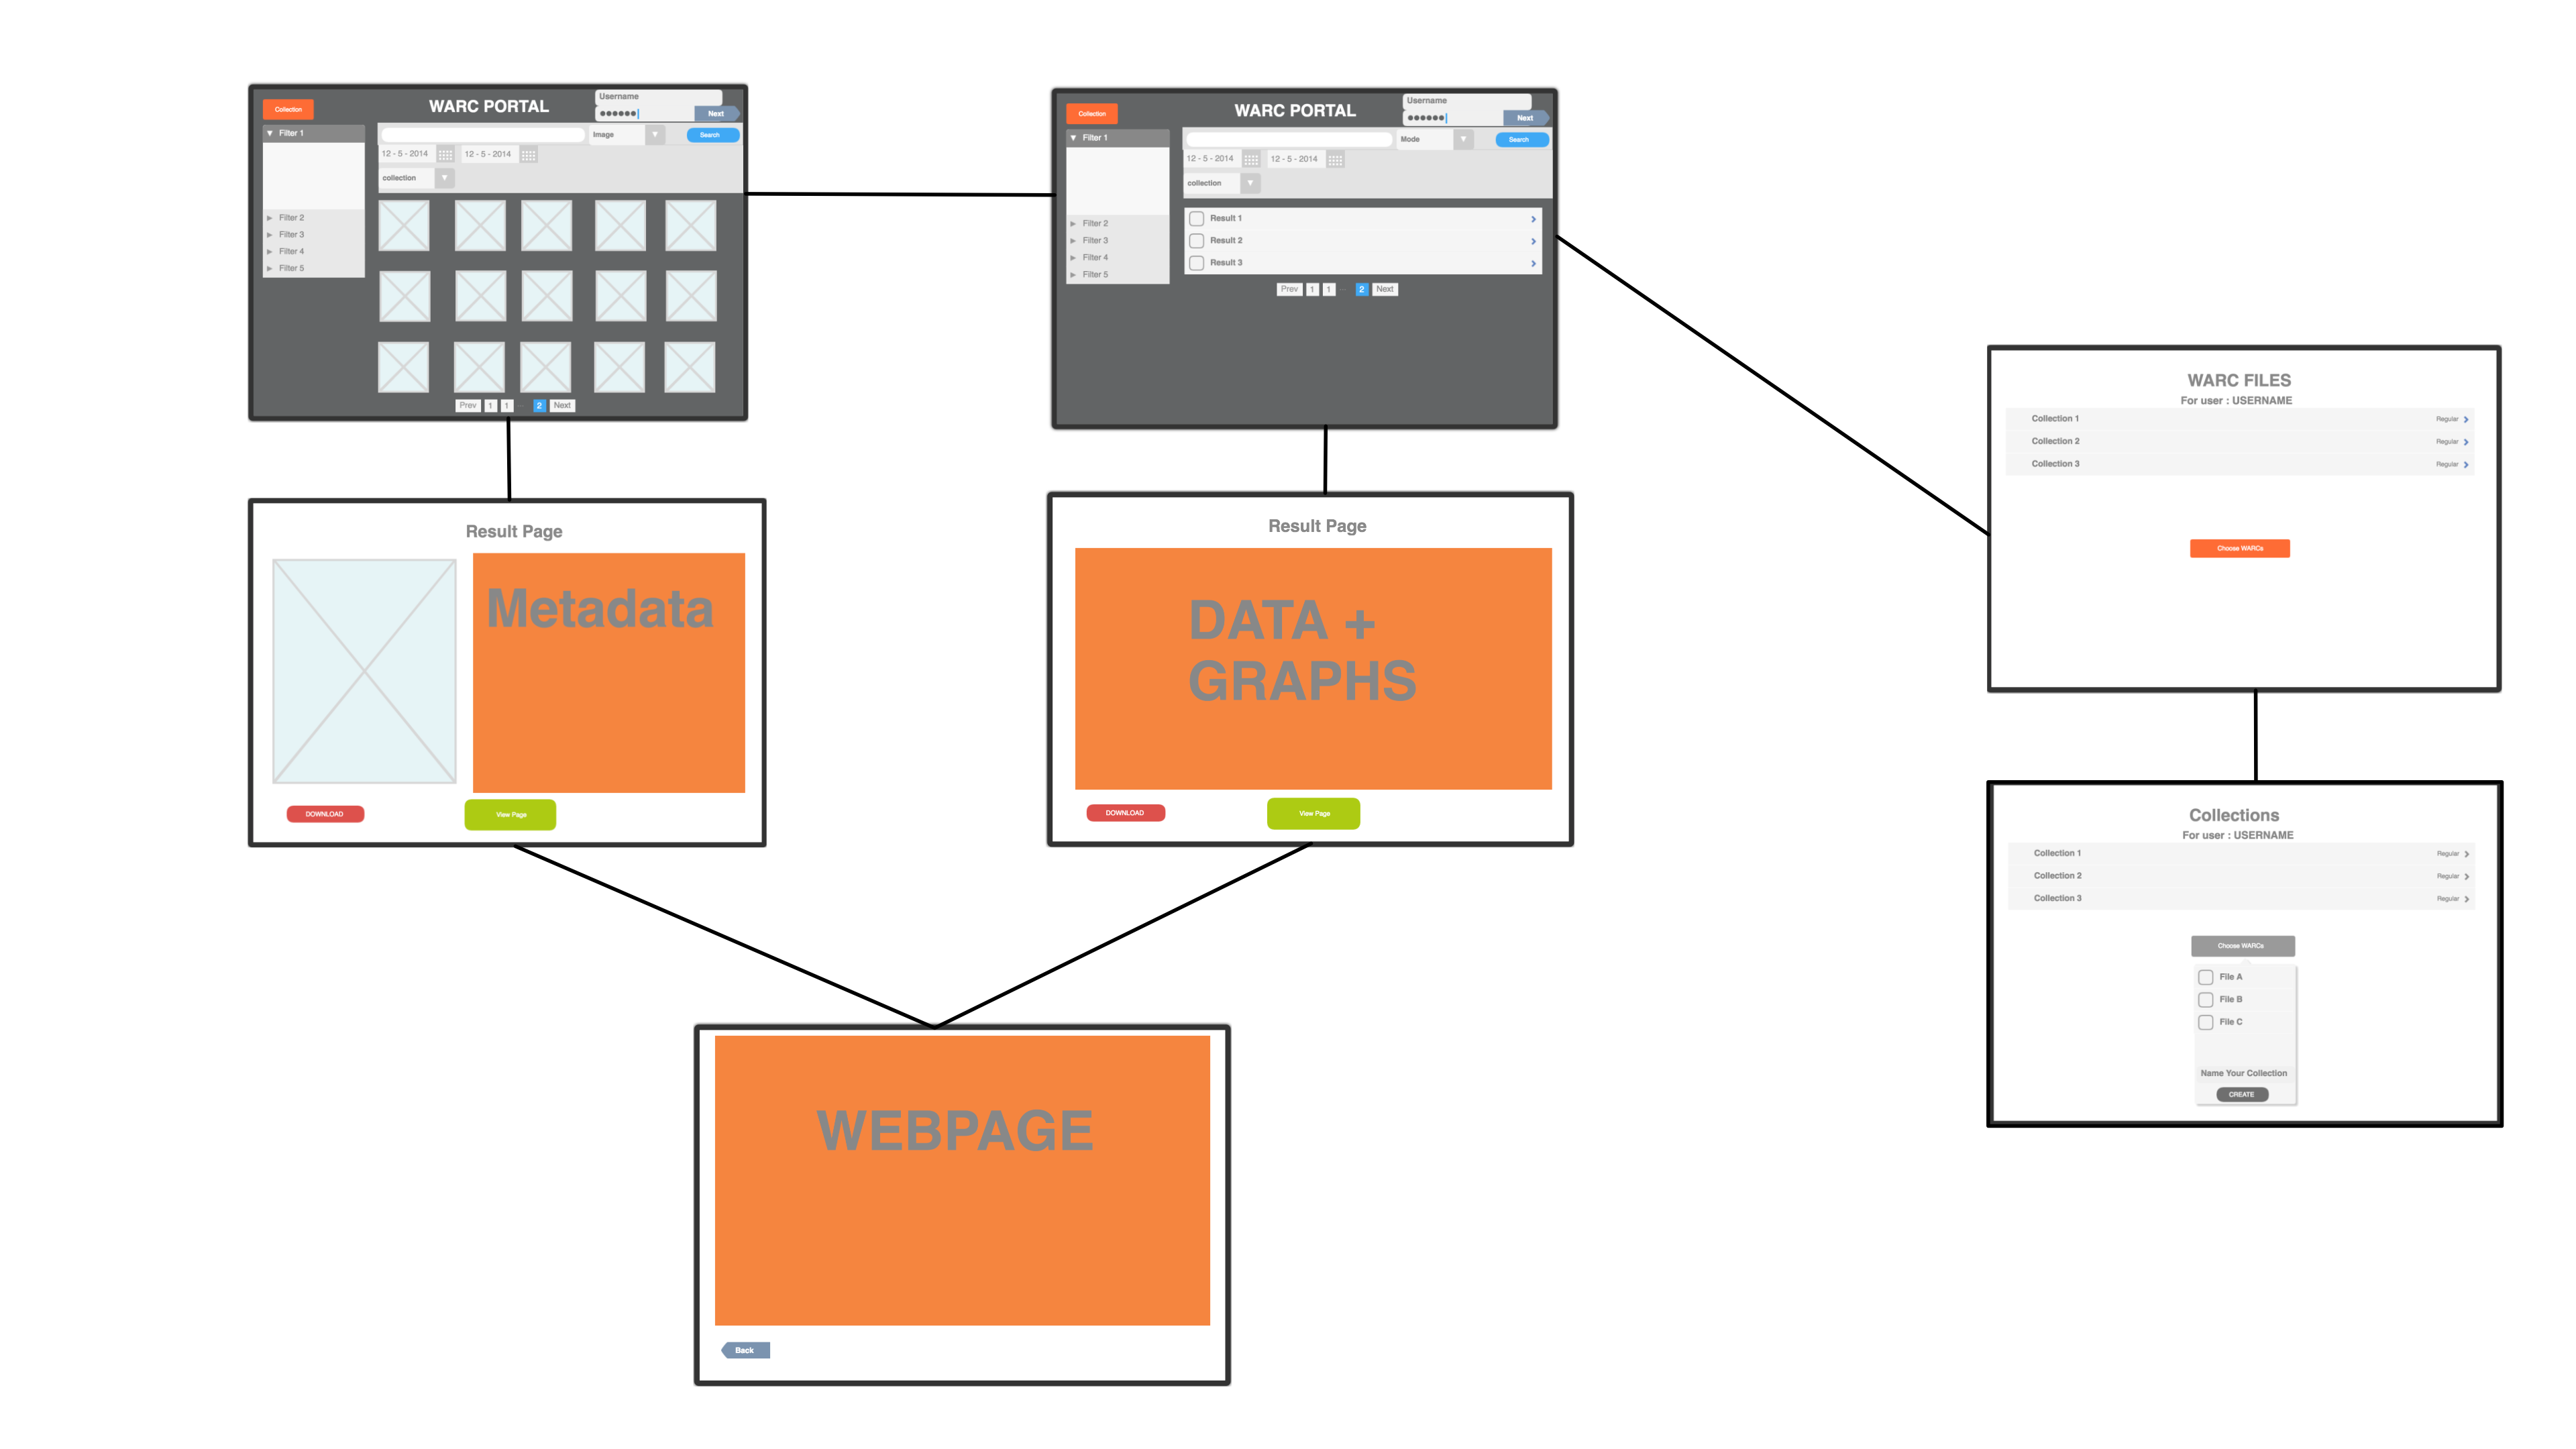 Collection
WARC PORTAL
Username
Next
Filter 1
Image
Search
12 - 5 - 2014
12 - 5 - 2014
collection
Filter 2
Filter 3
Filter 4
Filter 5
Prev 1 1 ... 2 Next
Collection
WARC PORTAL
Username
Next
Filter 1
Mode
Search
12 - 5 - 2014
12 - 5 - 2014
collection
Result 1
Result 2
Result 3
Filter 2
Filter 3
Filter 4
Filter 5
Prev 1 1 ... 2 Next
WARC FILES
For user : USERNAME
Collection 1 Regular
Collection 2 Regular
Collection 3 Regular
Choose WARCs
Result Page
Metadata
DOWNLOAD
View Page
Result Page
DATA +
GRAPHS
DOWNLOAD
View Page
Collections
For user : USERNAME
Collection 1 Regular
Collection 2 Regular
Collection 3 Regular
Choose WARCs
File A
File B
File C
Name Your Collection
CREATE
WEBPAGE
Back